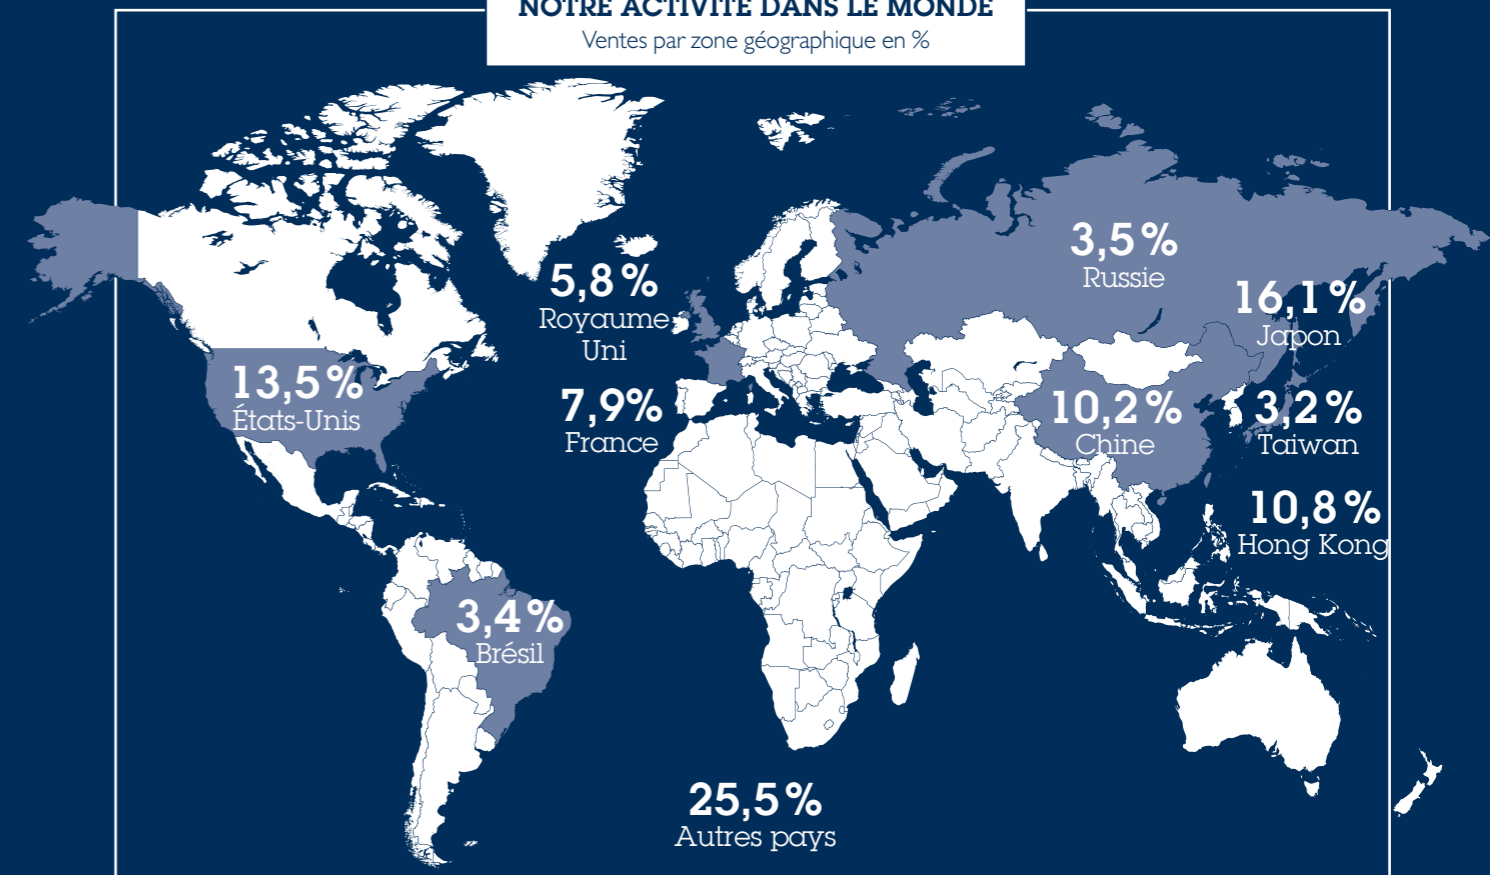 NOTRE ACTIVITÉ DANS LE MONDE
Ventes par zone géographique en %
3,5 %
Russie
5,8 %
Royaume
Uni
16,1 %
Japon
13,5 %
États-Unis
7,9%
France
10,2 %
Chine
3,2 %
Taiwan
10,8 %
Hong Kong
3,4 %
Brésil
25,5 %
Autres pays